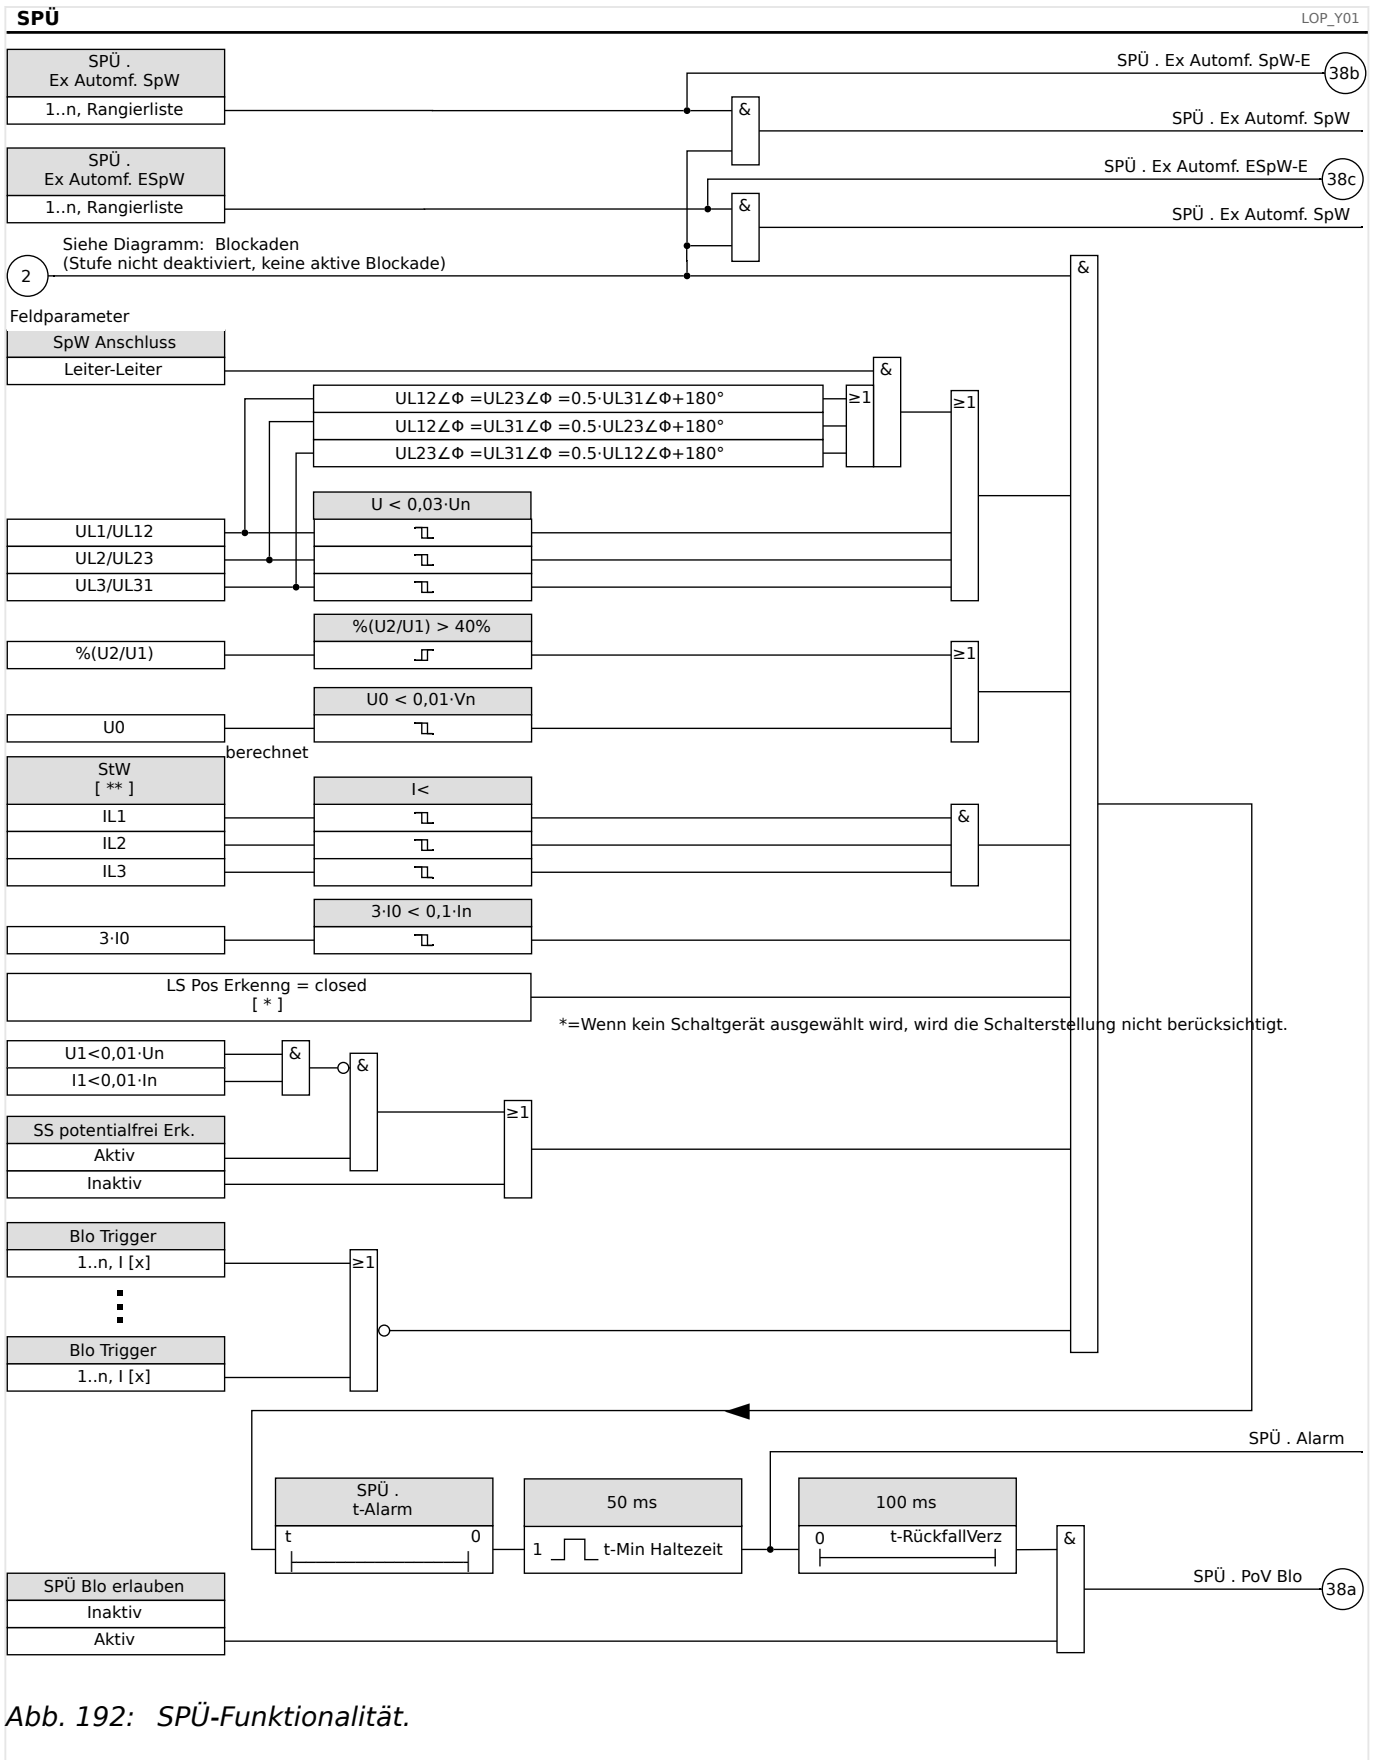 SPÜ
LOP_Y01
SPÜ .
Ex Automf. SpW
1..n, Rangierliste
SPÜ . Ex Automf. SpW-E
38b
&
SPÜ . Ex Automf. SpW
SPÜ .
Ex Automf. ESpW
1..n, Rangierliste
SPÜ . Ex Automf. ESpW-E
38c
&
SPÜ . Ex Automf. SpW
Siehe Diagramm: Blockaden
(Stufe nicht deaktiviert, keine aktive Blockade)
2
&
Feldparameter
SpW Anschluss
Leiter-Leiter
&
UL12∠Φ =UL23∠Φ =0.5·UL31∠Φ+180°
UL12∠Φ =UL31∠Φ =0.5·UL23∠Φ+180°
UL23∠Φ =UL31∠Φ =0.5·UL12∠Φ+180°
≥1
≥1
U < 0,03·Un
UL1/UL12
UL2/UL23
UL3/UL31
%(U2/U1) > 40%
%(U2/U1)
≥1
U0 < 0,01·Vn
U0
berechnet
StW
[ ** ]
I<
IL1
IL2
IL3
&
3·I0 < 0,1·In
3·I0
LS Pos Erkenng = closed
[ * ]
*=Wenn kein Schaltgerät ausgewählt wird, wird die Schalterstellung nicht berücksichtigt.
U1<0,01·Un
I1<0,01·In
&
&
SS potentialfrei Erk.
Aktiv
Inaktiv
≥1
Blo Trigger
1..n, I [x]
≥1
Blo Trigger
1..n, I [x]
SPÜ . Alarm
SPÜ .
t-Alarm
t 0
50 ms
1 t-Min Haltezeit
100 ms
0 t-RückfallVerz
&
SPÜ Blo erlauben
Inaktiv
Aktiv
SPÜ . PoV Blo
38a
Abb. 192: SPÜ-Funktionalität.